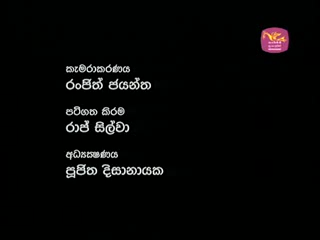 කැමරාකරණය
රංජිත් ජයන්ත
පටිගත කිරම
රාජ් සිල්වා
අධ්‍යක්ෂණය
පූජිත දිසානායක